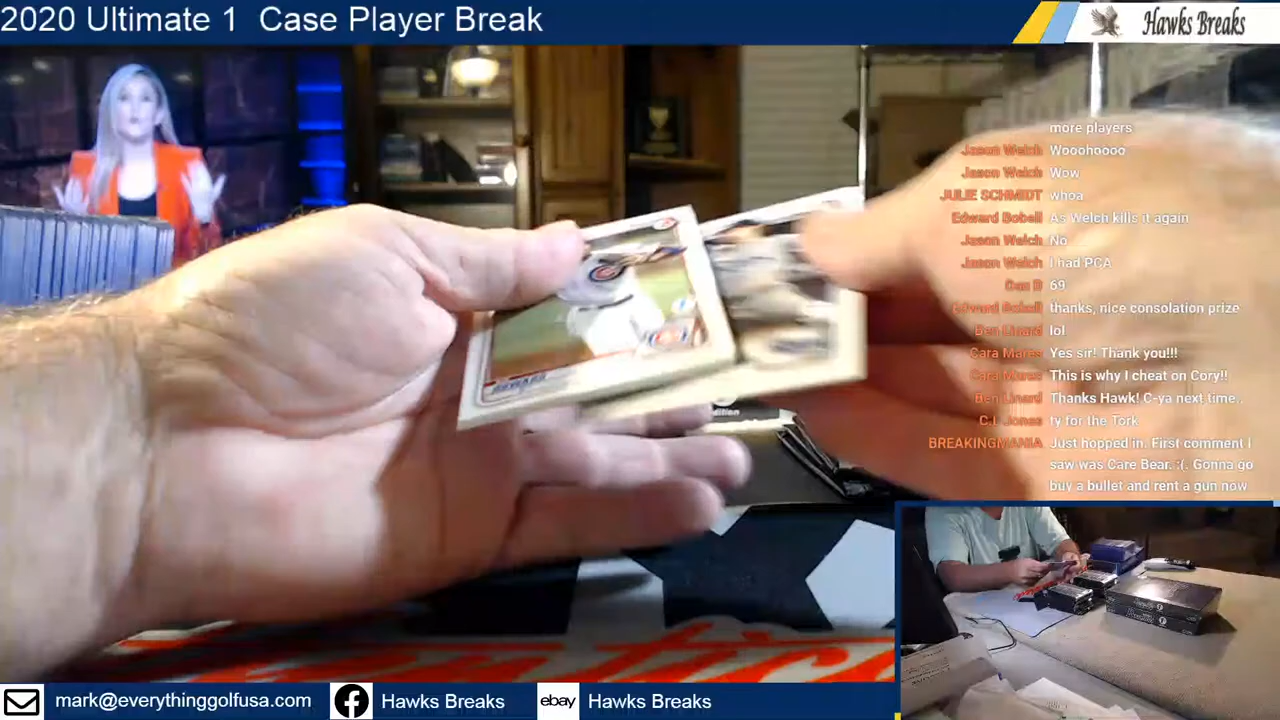 2020 Ultimate 1 Case Player Break
Hawks Breaks
more players
Jason Welch Wooohoooo
Jason Welch Wow
JULIE SCHMIDT whoa
Edward Bobell As Welch kills it again
Jason Welch No
Jason Welch I had PCA
Dan D 69
Edward Bobell thanks, nice consolation prize
Ben Linard lol
Cara Mares Yes sir! Thank you!!!
Cara Mares This is why I cheat on Cory!!
Ben Linard Thanks Hawk! C-ya next time..
C.L Jones ty for the Tork
BREAKINGMANIA Just hopped in. First comment I
saw was Care Bear. :(. Gonna go
buy a bullet and rent a gun now
mark@everythinggolfusa.com
Hawks Breaks
ebay Hawks Breaks